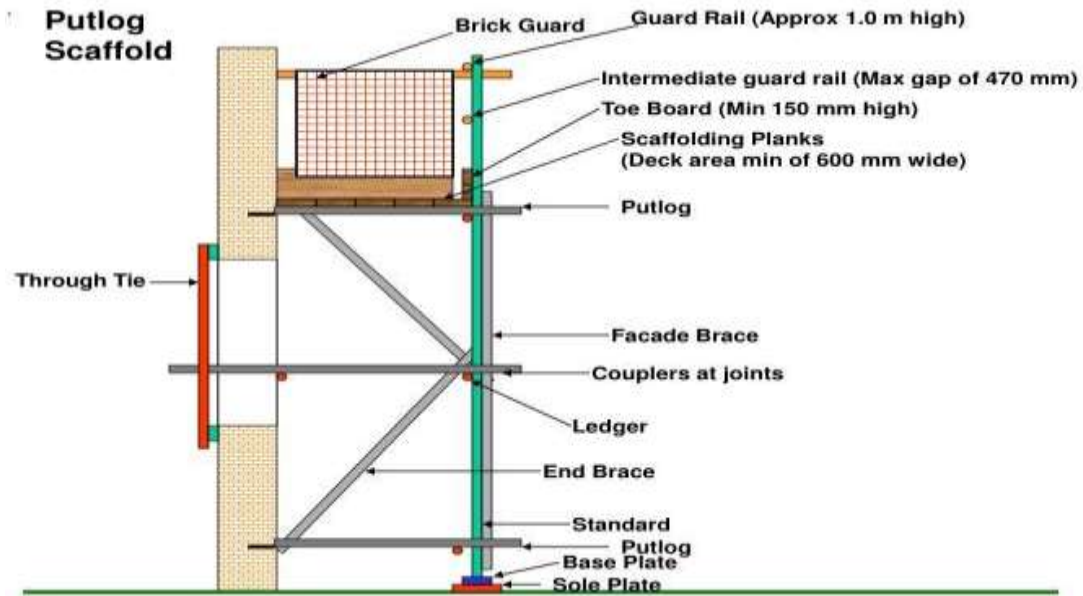 Putlog
Scaffold
Brick Guard
Guard Rail (Approx 1.0 m high)
Intermediate guard rail (Max gap of 470 mm)
Toe Board (Min 150 mm high)
Scaffolding Planks
(Deck area min of 600 mm wide)
Putlog
Through Tie
Facade Brace
Couplers at joints
Ledger
End Brace
Standard
Putlog
Base Plate
Sole Plate